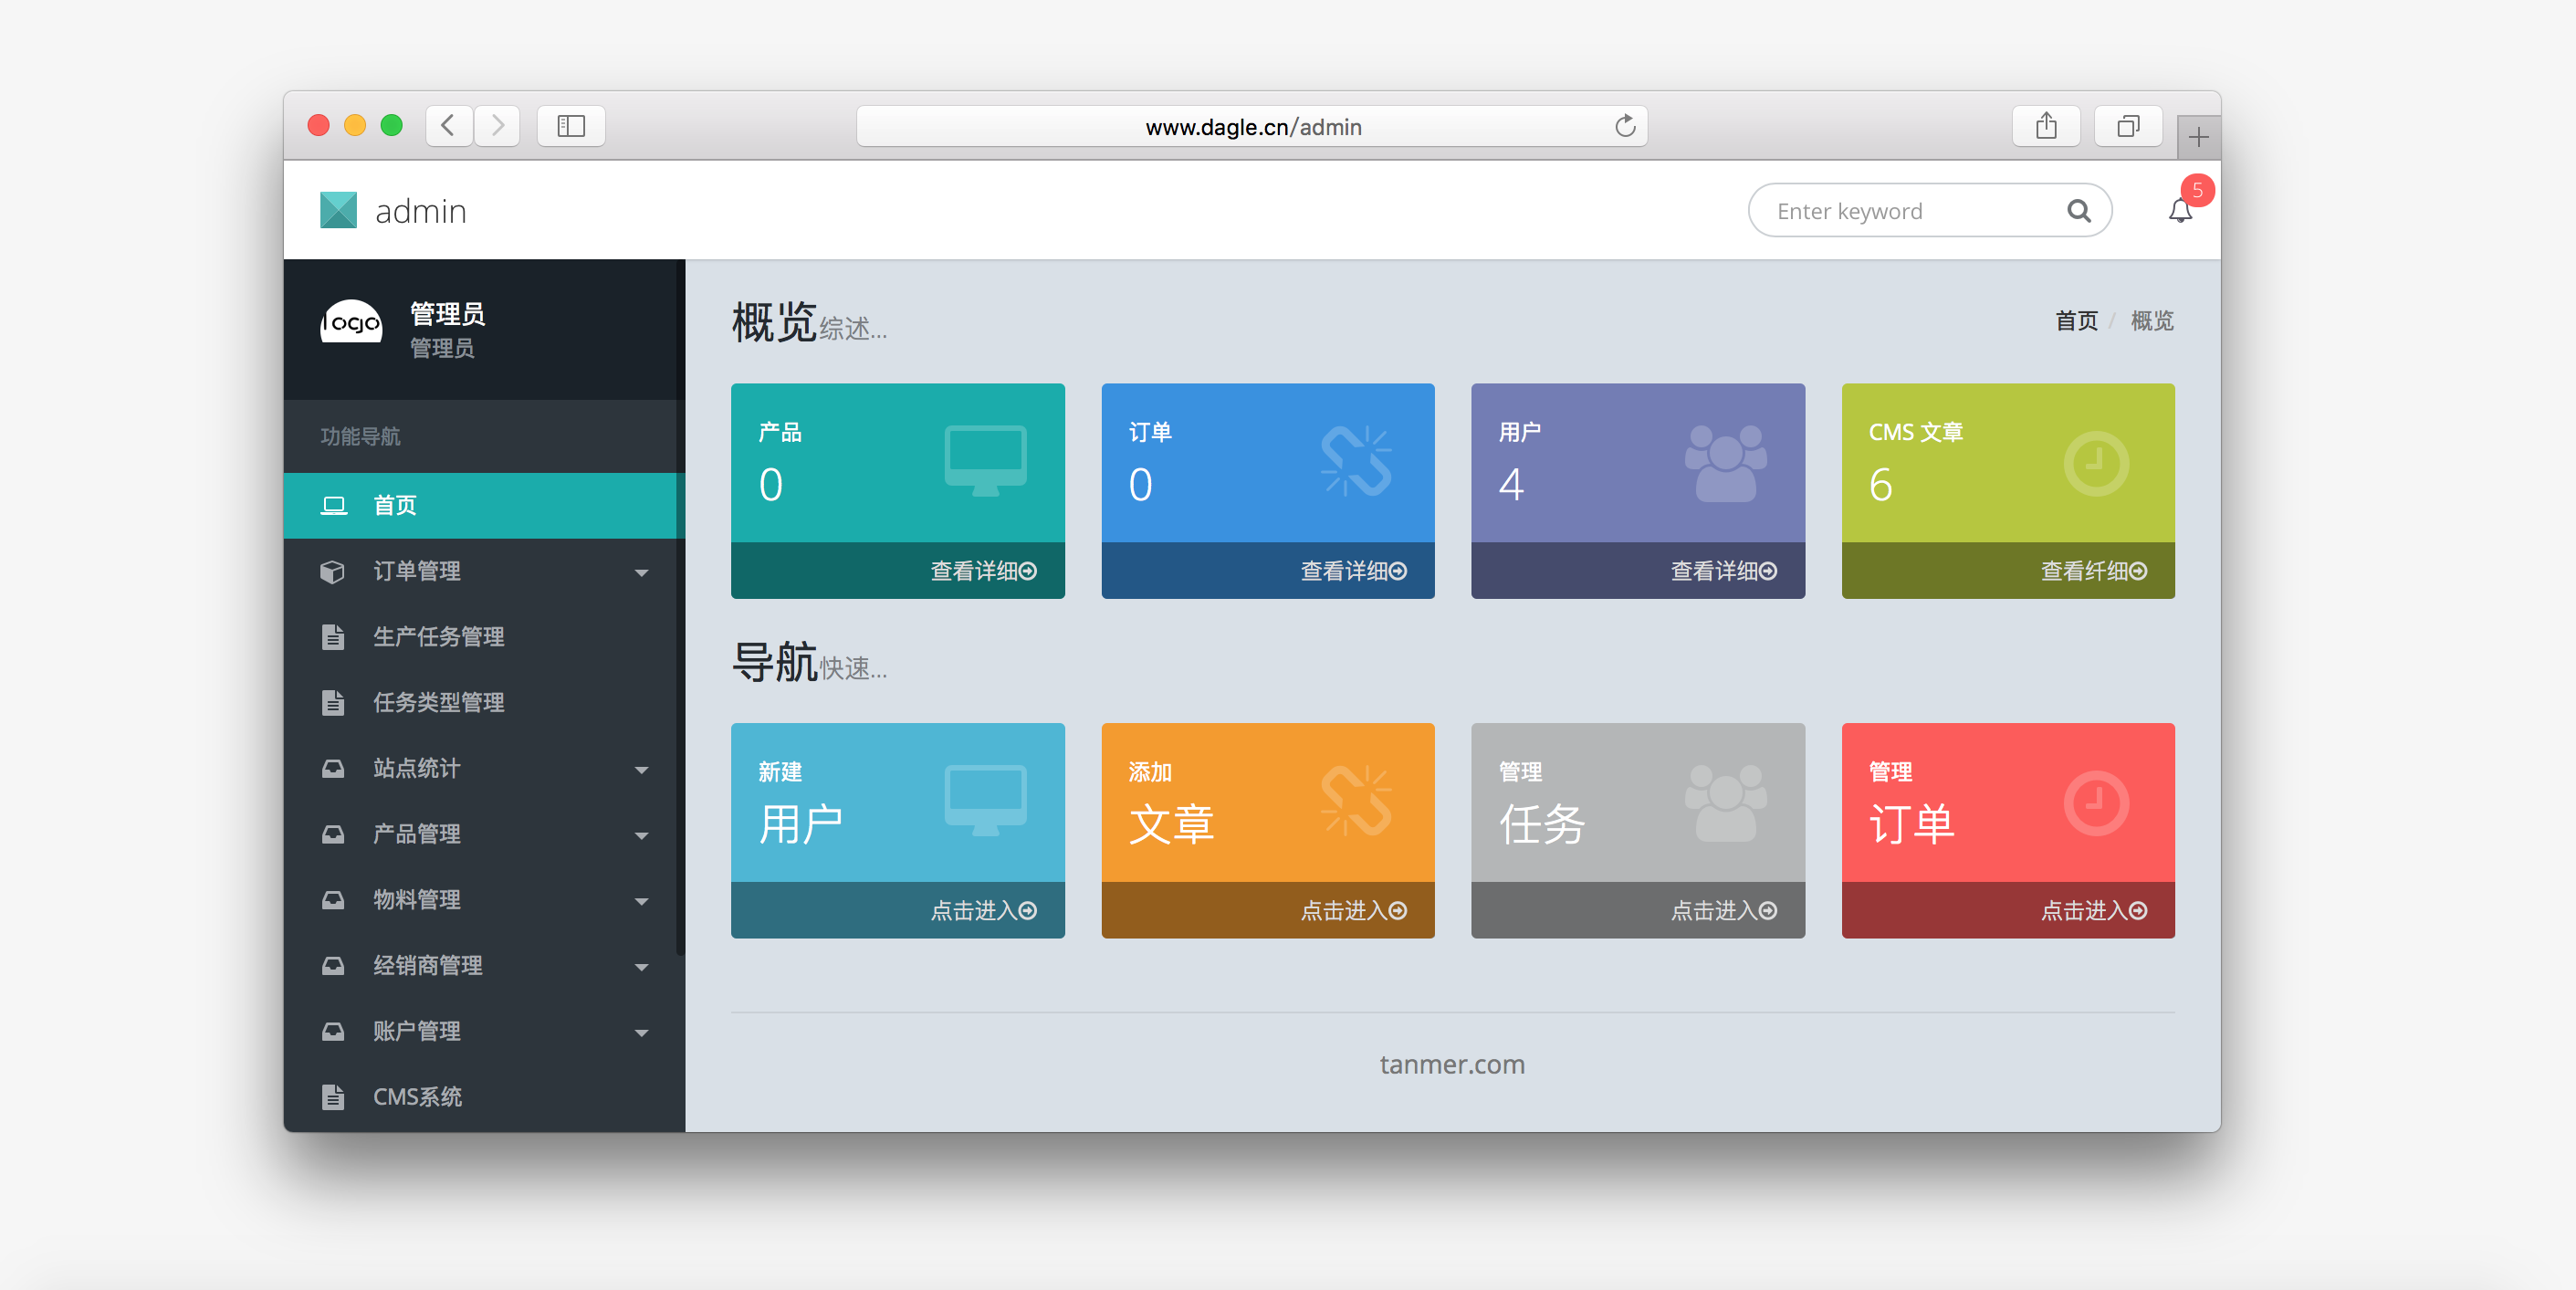 www.dagle.cn/admin
admin
Enter keyword
5
logo
管理员
管理员
功能导航
首页
订单管理
生产任务管理
任务类型管理
站点统计
产品管理
物料管理
经销商管理
账户管理
CMS系统
概览综述...
首页 / 概览
产品
0
查看详细
订单
0
查看详细
用户
4
查看详细
CMS 文章
6
查看纤细
导航快速...
新建
用户
点击进入
添加
文章
点击进入
管理
任务
点击进入
管理
订单
点击进入
tanmer.com